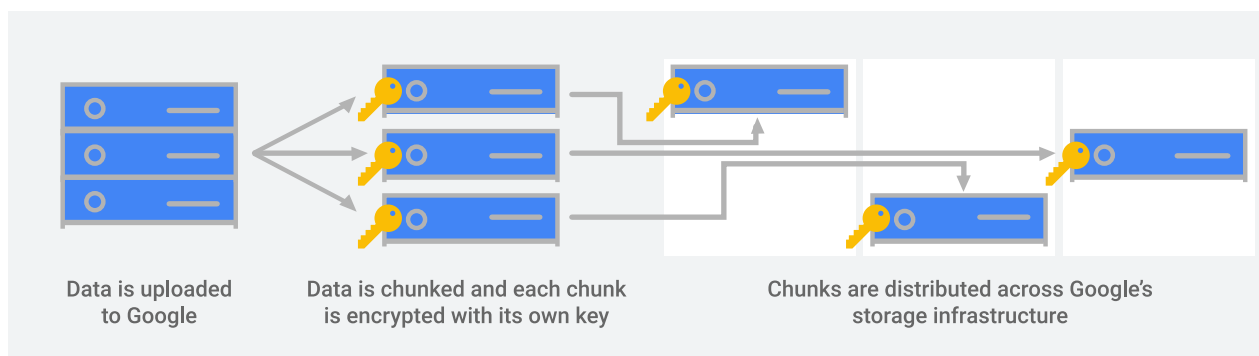 Data is uploaded
to Google
Data is chunked and each chunk
is encrypted with its own key
Chunks are distributed across Google’s
storage infrastructure